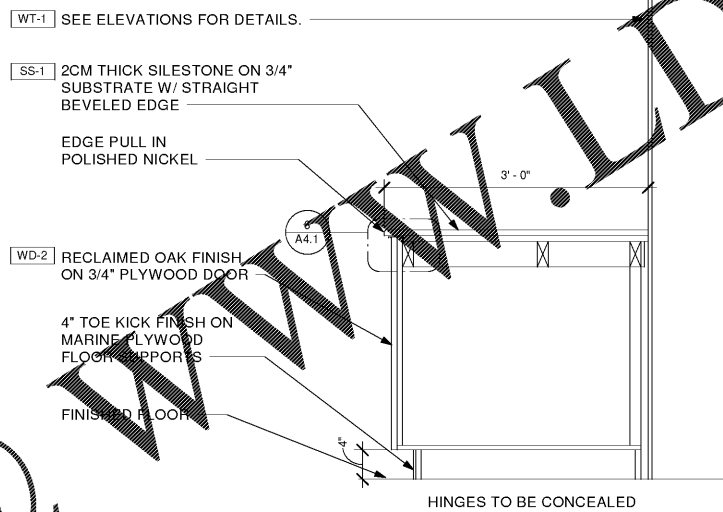 WT-1 SEE ELEVATIONS FOR DETAILS.
SS-1 2CM THICK SILESTONE ON 3/4"
SUBSTRATE W/ STRAIGHT
BEVELED EDGE
EDGE PULL IN
POLISHED NICKEL
3' - 0"
6
A4.1
WD-2 RECLAIMED OAK FINISH
ON 3/4" PLYWOOD DOOR
4" TOE KICK FINISH ON
MARINE PLYWOOD
FLOOR SUPPORTS
FINISHED FLOOR
4"
HINGES TO BE CONCEALED
WWW.LD